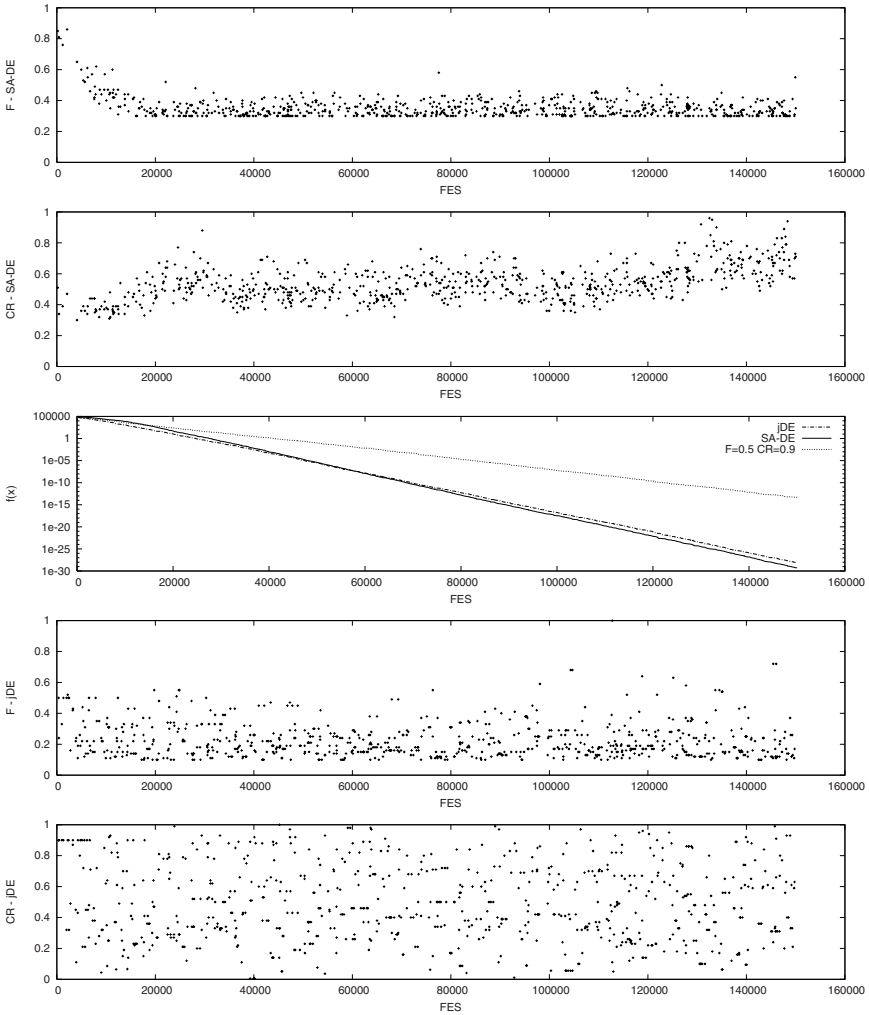 1
0.8
0.6
0.4
0.2
0
F - SA-DE
0 20000 40000 60000 80000 100000 120000 140000 160000
FES
1
0.8
0.6
0.4
0.2
0
CR - SA-DE
0 20000 40000 60000 80000 100000 120000 140000 160000
FES
100000
1
1e-05
1e-10
1e-15
1e-20
1e-25
1e-30
f(x)
jDE
SA-DE
F=0.5 CR=0.9
20000 40000 60000 80000 100000 120000 140000 160000
FES
1
0.8
0.6
0.4
0.2
0
F - jDE
0 20000 40000 60000 80000 100000 120000 140000 160000
FES
1
0.8
0.6
0.4
0.2
0
CR - jDE
0 20000 40000 60000 80000 100000 120000 140000 160000
FES